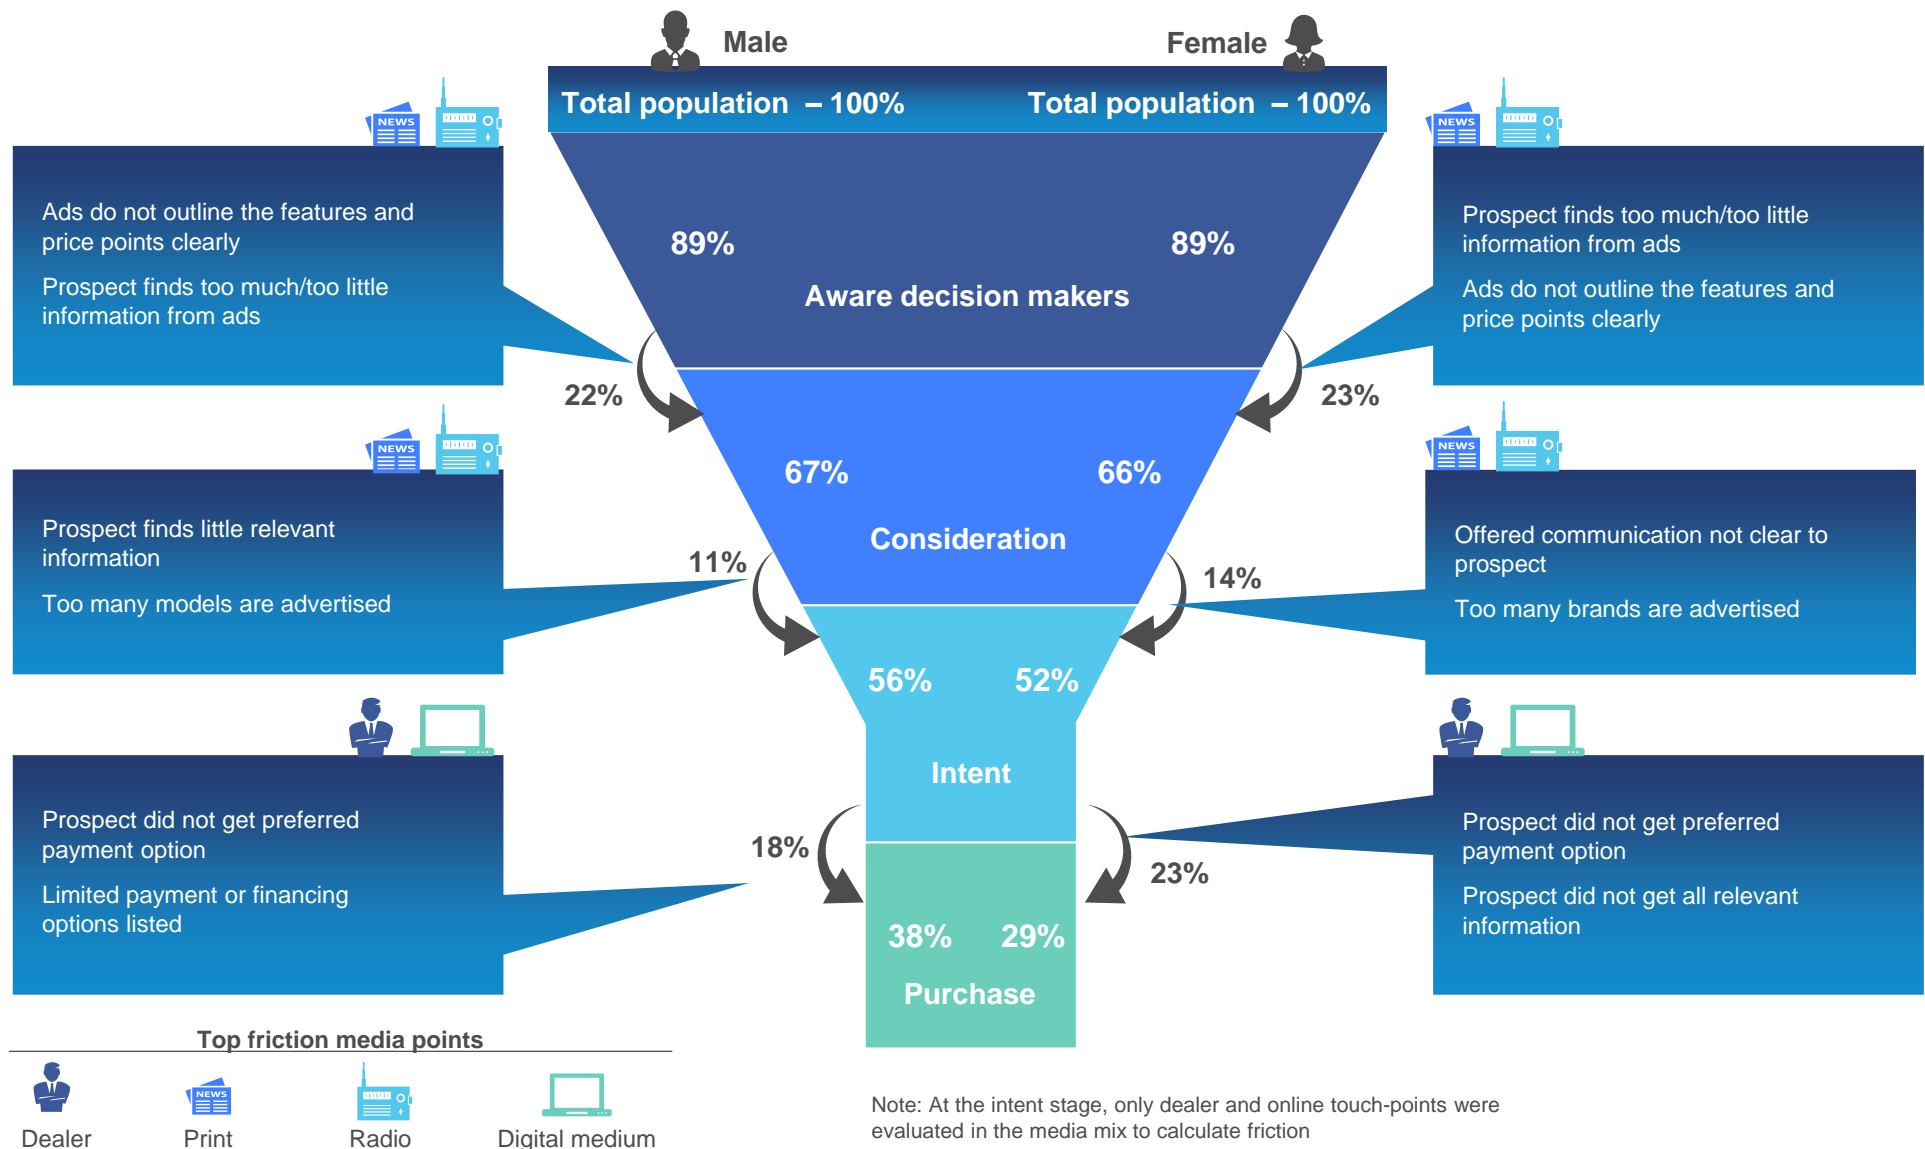 Male
Female
Total population – 100%
Total population – 100%
NEWS
NEWS
Ads do not outline the features and
price points clearly
Prospect finds too much/too little
information from ads
89%
89%
Aware decision makers
Prospect finds too much/too little
information from ads
Ads do not outline the features and
price points clearly
22%
23%
NEWS
NEWS
Prospect finds little relevant
information
Too many models are advertised
67%
66%
Consideration
11%
14%
Offered communication not clear to
prospect
Too many brands are advertised
56%
52%
Intent
Prospect did not get preferred
payment option
Limited payment or financing
options listed
18%
23%
Prospect did not get preferred
payment option
Prospect did not get all relevant
information
38%
29%
Purchase
Top friction media points
NEWS
Dealer
Print
Radio
Digital medium
Note: At the intent stage, only dealer and online touch-points were
evaluated in the media mix to calculate friction